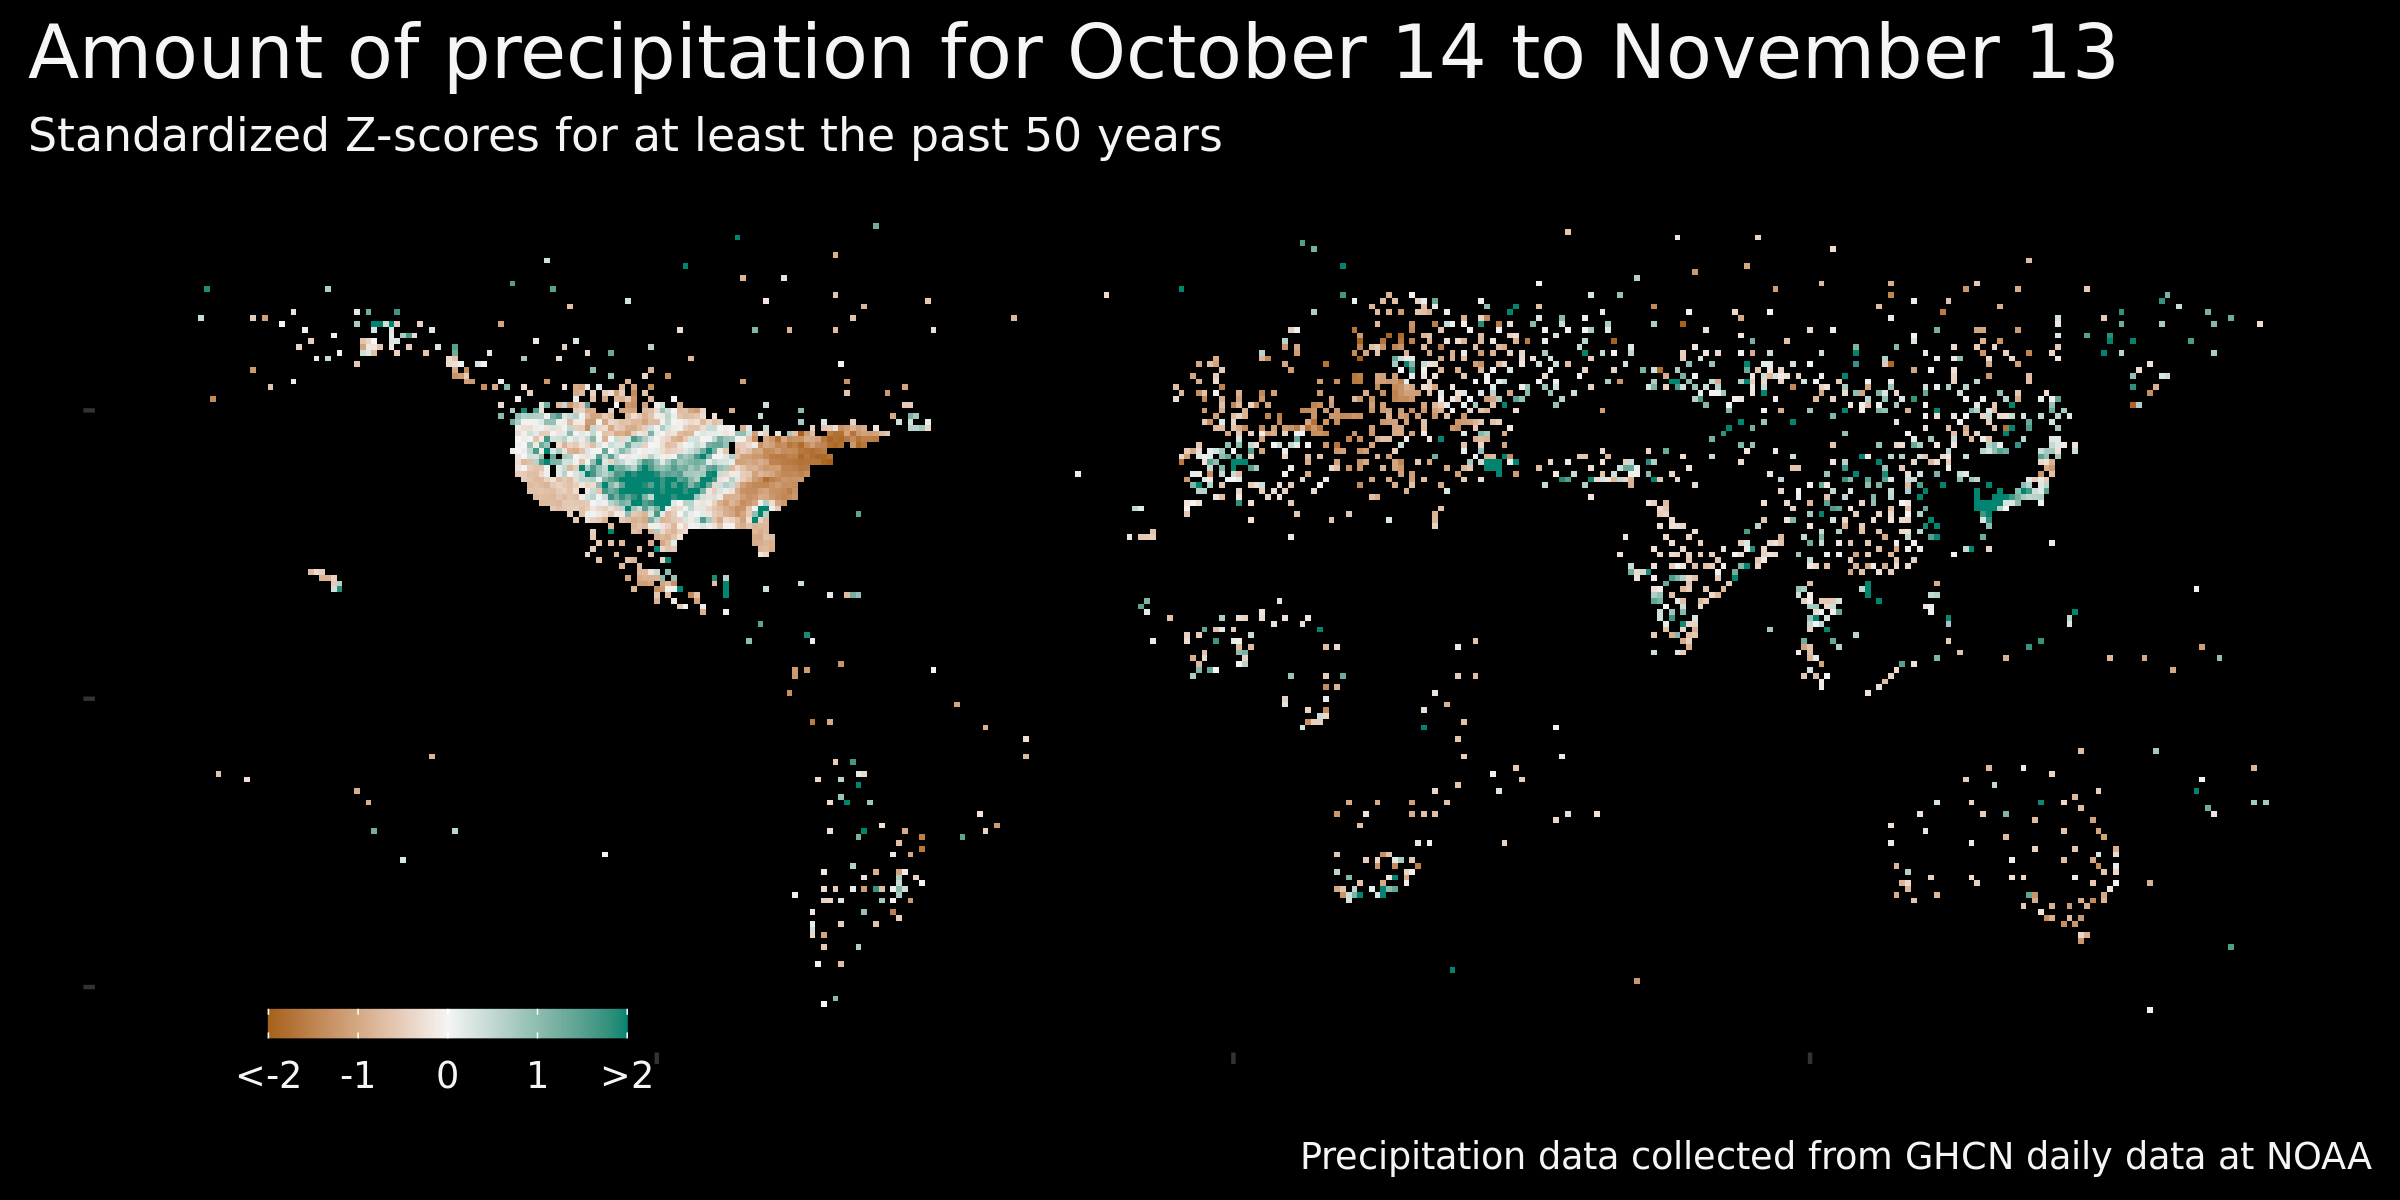 Amount of precipitation for October 14 to November 13
Standardized Z-scores for at least the past 50 years
<-2 -1 0 1 >2
Precipitation data collected from GHCN daily data at NOAA